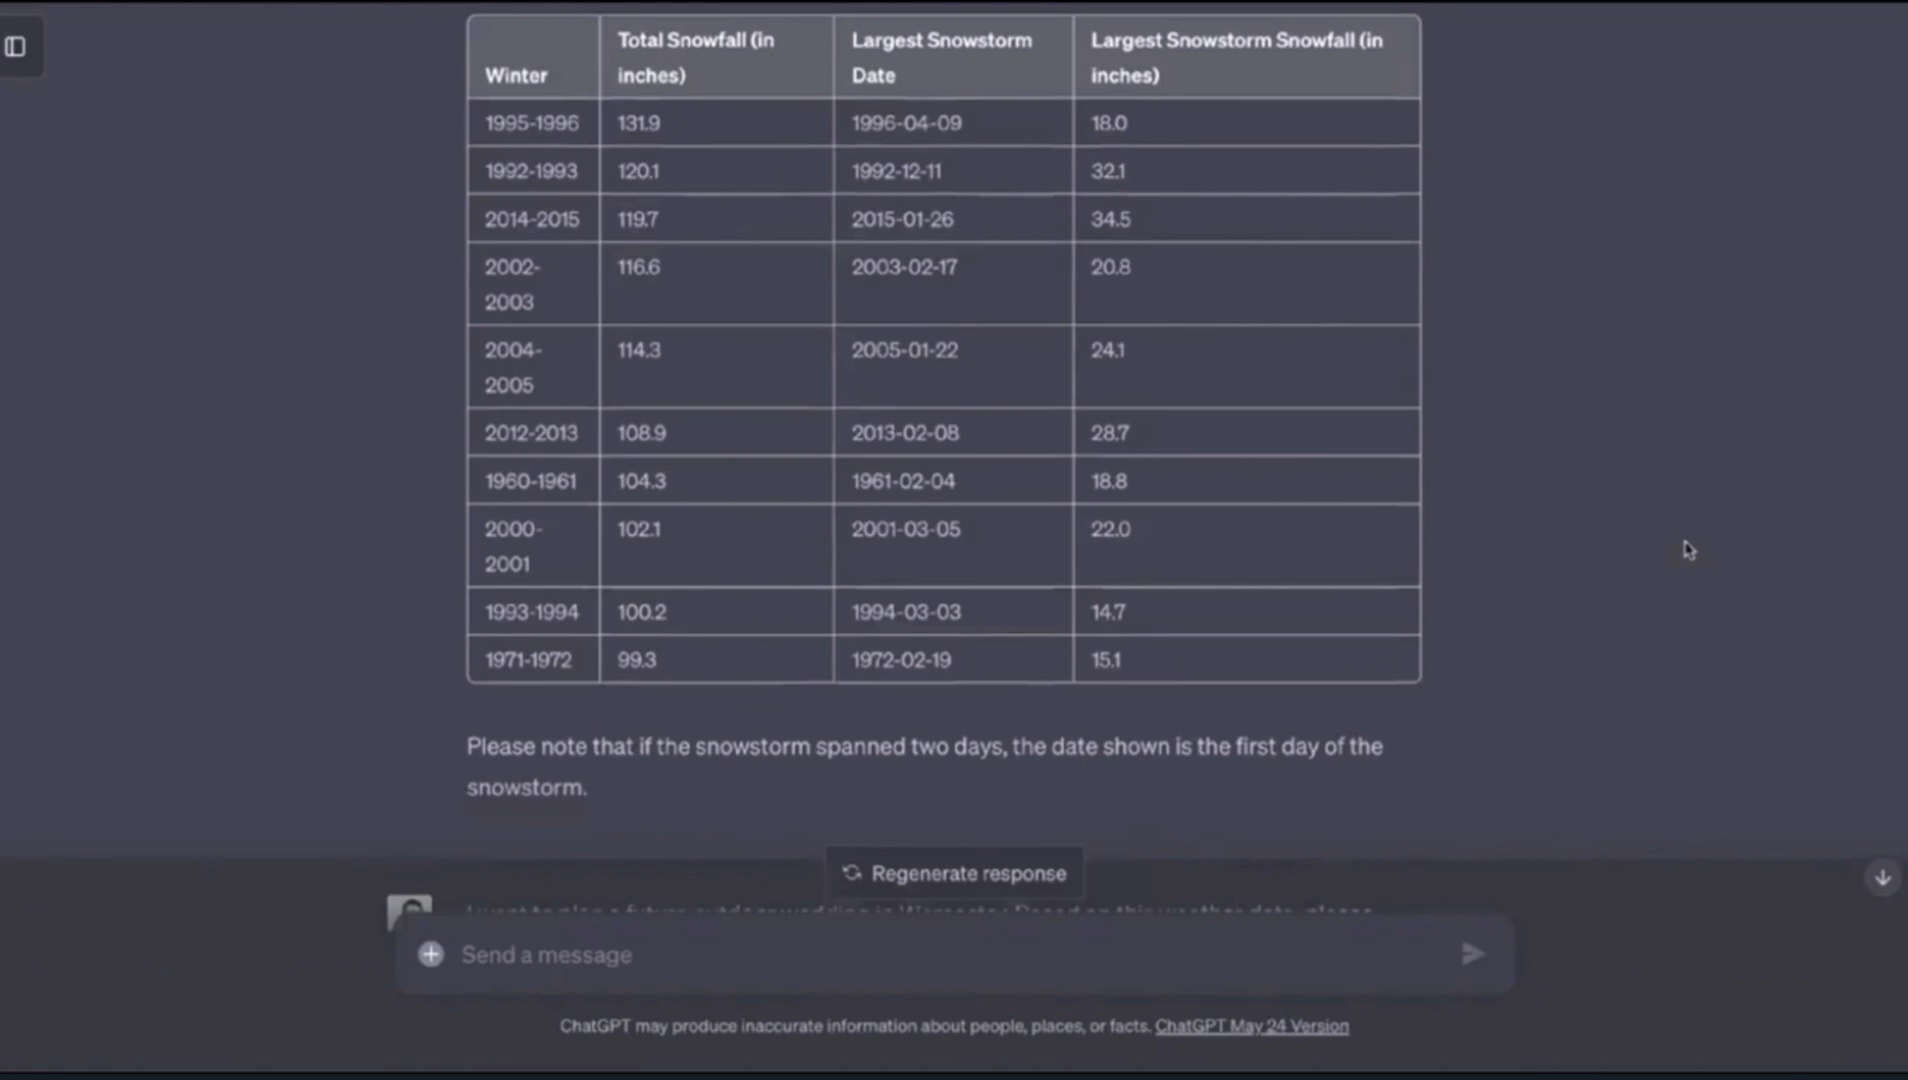 Total Snowfall (in Largest Snowstorm Largest Snowstorm Snowfall (in
Winter inches) Date inches)
1995-1996 131.9 1996-04-09 18.0
1992-1993 120.1 1992-12-11 32.1
2014-2015 119.7 2015-01-26 34.5
2002- 116.6 2003-02-17 20.8
2003
2004- 114.3 2005-01-22 24.1
2005
2012-2013 108.9 2013-02-08 28.7
1960-1961 104.3 1961-02-04 18.8
2000- 102.1 2001-03-05 22.0
2001
1993-1994 100.2 1994-03-03 14.7
1971-1972 99.3 1972-02-19 15.1
Please note that if the snowstorm spanned two days, the date shown is the first day of the
snowstorm.
Regenerate response
Send a message
ChatGPT may produce inaccurate information about people, places, or facts. ChatGPT May 24 Version